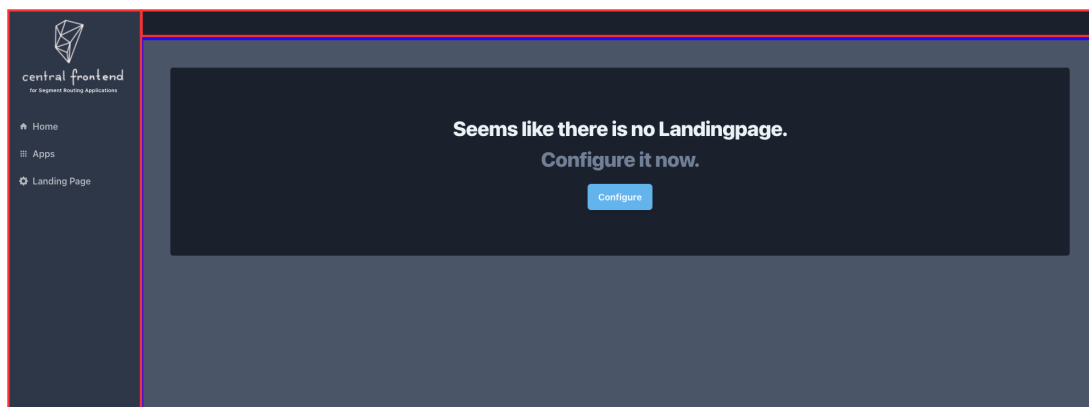 central frontend
for Segment Routing Applications
Home
Apps
Landing Page
Seems like there is no Landingpage.
Configure it now.
Configure